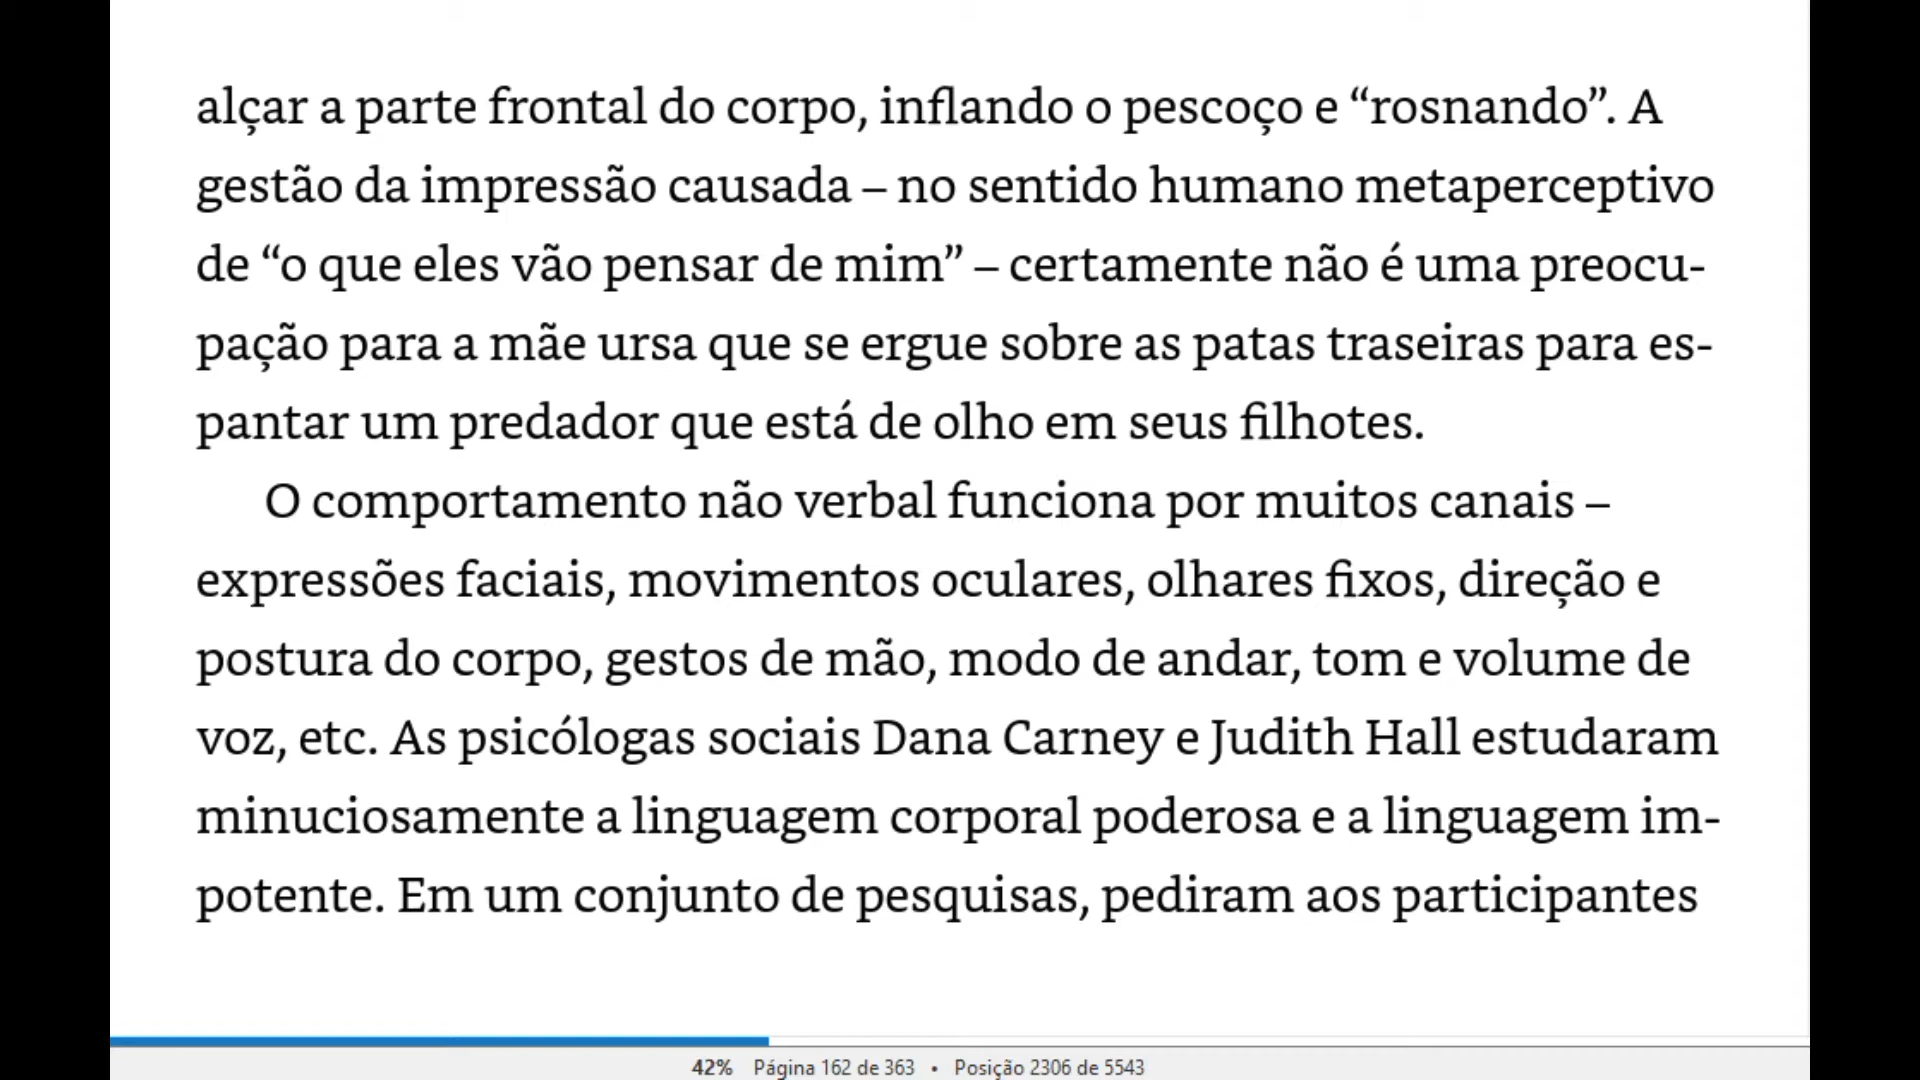 alçar a parte frontal do corpo, inflando o pescoço e “rosnando”. A
gestão da impressão causada – no sentido humano metaperceptivo
de “o que eles vão pensar de mim” – certamente não é uma preocu-
pação para a mãe ursa que se ergue sobre as patas traseiras para es-
pantar um predador que está de olho em seus filhotes.
O comportamento não verbal funciona por muitos canais –
expressões faciais, movimentos oculares, olhares fixos, direção e
postura do corpo, gestos de mão, modo de andar, tom e volume de
voz, etc. As psicólogas sociais Dana Carney e Judith Hall estudaram
minuciosamente a linguagem corporal poderosa e a linguagem im-
potente. Em um conjunto de pesquisas, pediram aos participantes
42% Página 162 de 363 • Posição 2306 de 5543